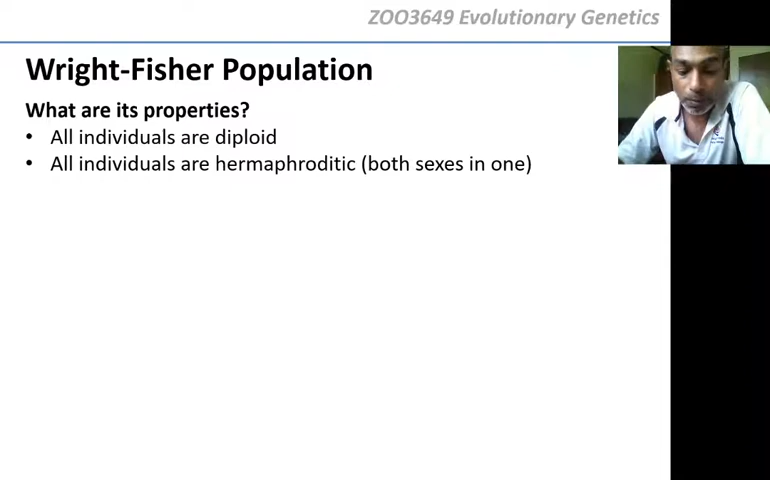 ZOO3649 Evolutionary Genetics
Wright-Fisher Population
What are its properties?
• All individuals are diploid
• All individuals are hermaphroditic (both sexes in one)